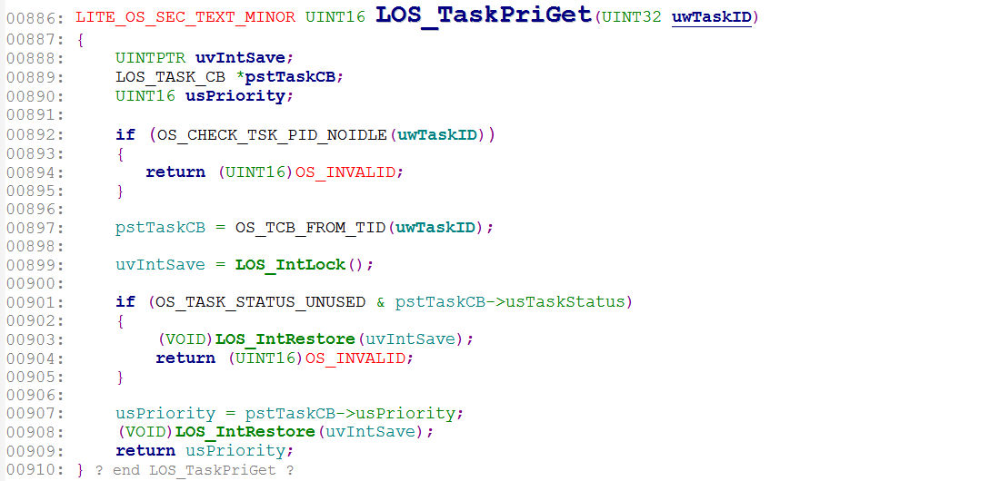 00886: LITE_OS_SEC_TEXT_MINOR UINT16 LOS_TaskPriGet(UINT32 uwTaskID)
00887: {
00888:     UINTPTR uvIntSave;
00889:     LOS_TASK_CB *pstTaskCB;
00890:     UINT16 usPriority;
00891:
00892:     if (OS_CHECK_TSK_PID_NOIDLE(uwTaskID))
00893:     {
00894:        return (UINT16)OS_INVALID;
00895:     }
00896:
00897:     pstTaskCB = OS_TCB_FROM_TID(uwTaskID);
00898:
00899:     uvIntSave = LOS_IntLock();
00900:
00901:     if (OS_TASK_STATUS_UNUSED & pstTaskCB->usTaskStatus)
00902:     {
00903:         (VOID)LOS_IntRestore(uvIntSave);
00904:         return (UINT16)OS_INVALID;
00905:     }
00906:
00907:     usPriority = pstTaskCB->usPriority;
00908:     (VOID)LOS_IntRestore(uvIntSave);
00909:     return usPriority;
00910: } ? end LOS_TaskPriGet ?